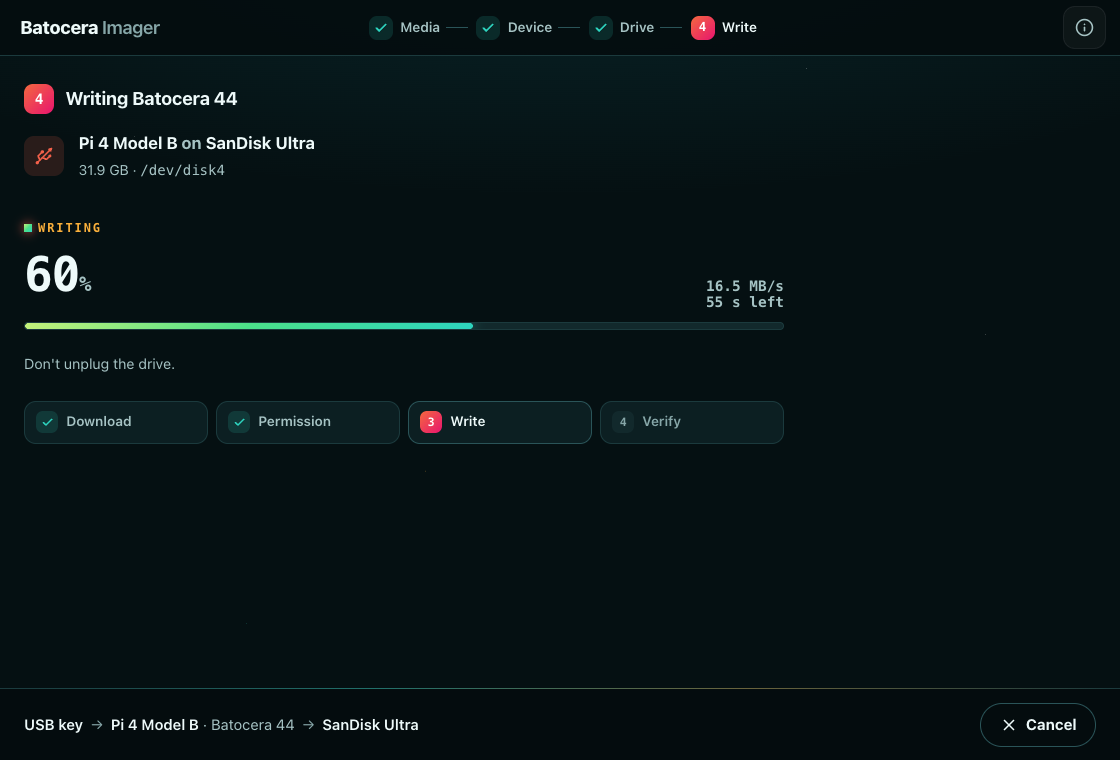 Batocera Imager
Media
Device
Drive
4 Write
4 Writing Batocera 44
Pi 4 Model B on SanDisk Ultra
31.9 GB · /dev/disk4
WRITING
60%
16.5 MB/s
55 s left
Don't unplug the drive.
Download
Permission
3 Write
4 Verify
USB key → Pi 4 Model B · Batocera 44 → SanDisk Ultra
Cancel